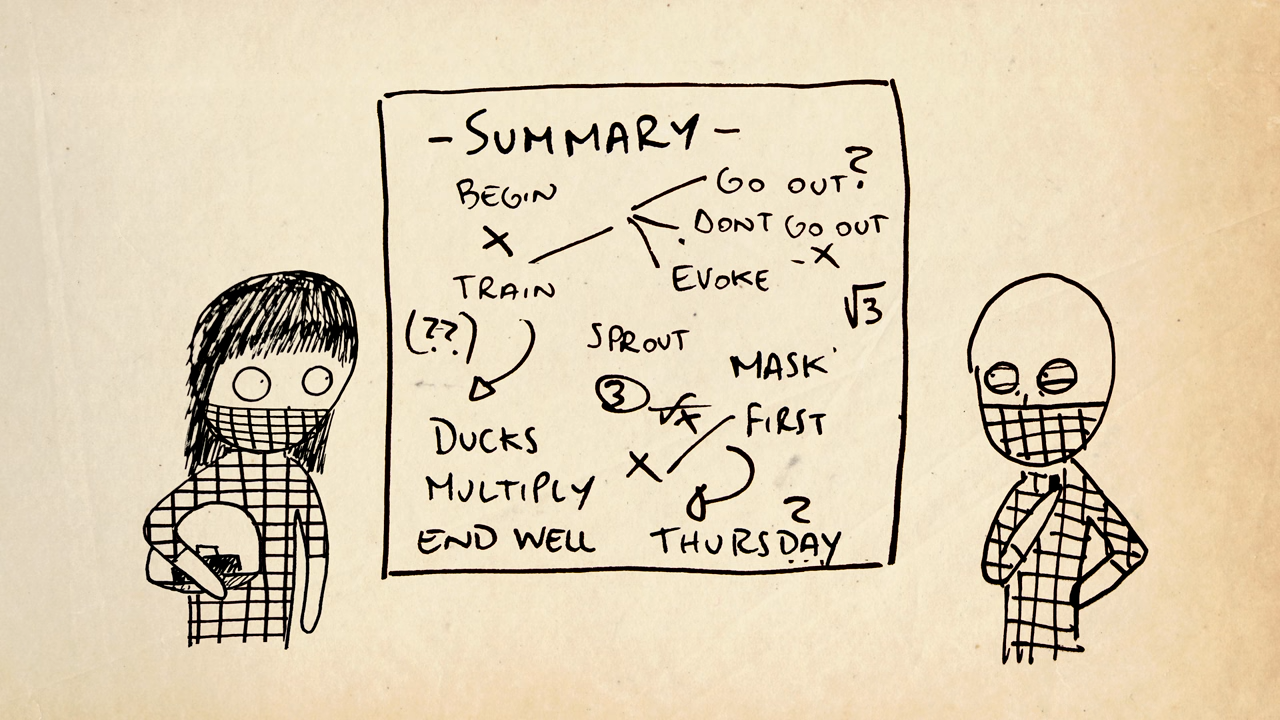 - SUMMARY -
BEGIN
X
TRAIN
GO OUT?
DONT GO OUT
- X
EVOKE
√3
(??)
SPROUT
3
√x
MASK
FIRST
X
DUCKS
MULTIPLY
END WELL
?
THURSDAY